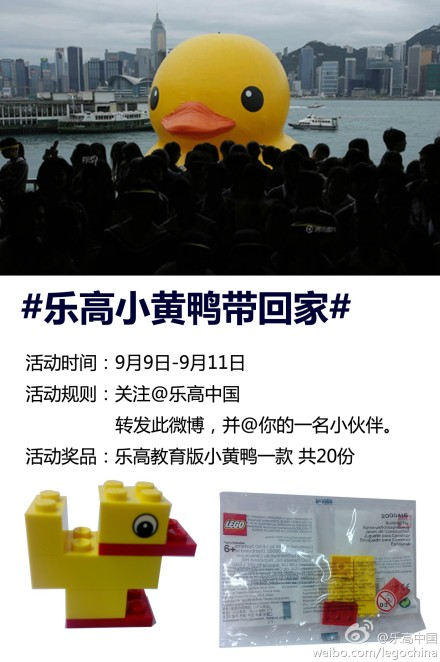 #乐高小黄鸭带回家#
活动时间：9月9日-9月11日
活动规则：关注@乐高中国
转发此微博，并@你的一名小伙伴。
活动奖品：乐高教育版小黄鸭一款 共20份
LEGO
6+
@乐高中国
weibo.com/legochina